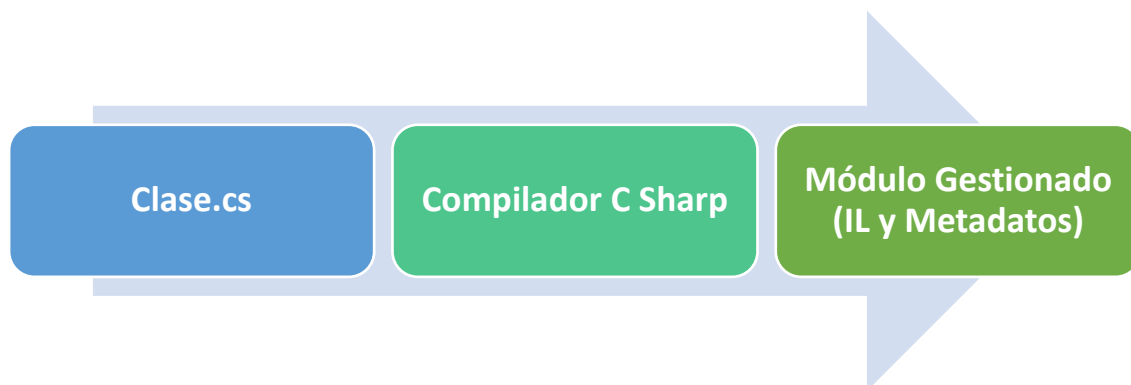 Clase.cs
Compilador C Sharp
Módulo Gestionado
(IL y Metadatos)